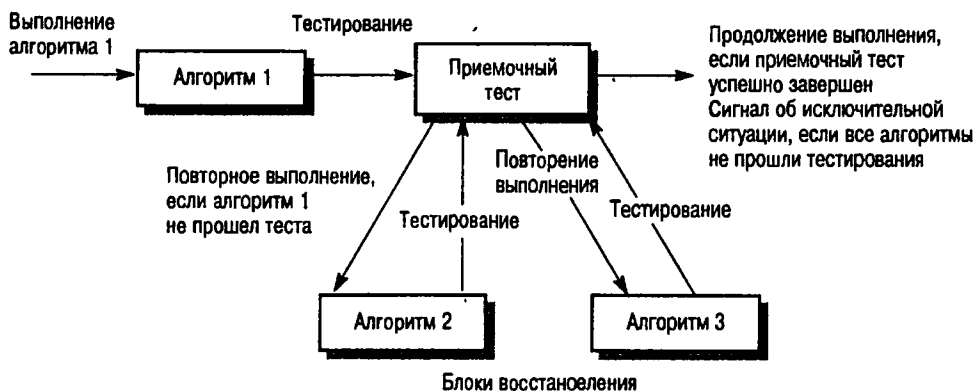 Выполнение
алгоритма 1
Тестирование
Алгоритм 1
Приемочный
тест
Продолжение выполнения,
если приемочный тест
успешно завершен
Сигнал об исключительной
ситуации, если все алгоритмы
не прошли тестирования
Повторное выполнение,
если алгоритм 1
не прошел теста
Тестирование
Повторение
выполнения
Тестирование
Алгоритм 2
Алгоритм 3
Блоки восстаноеления